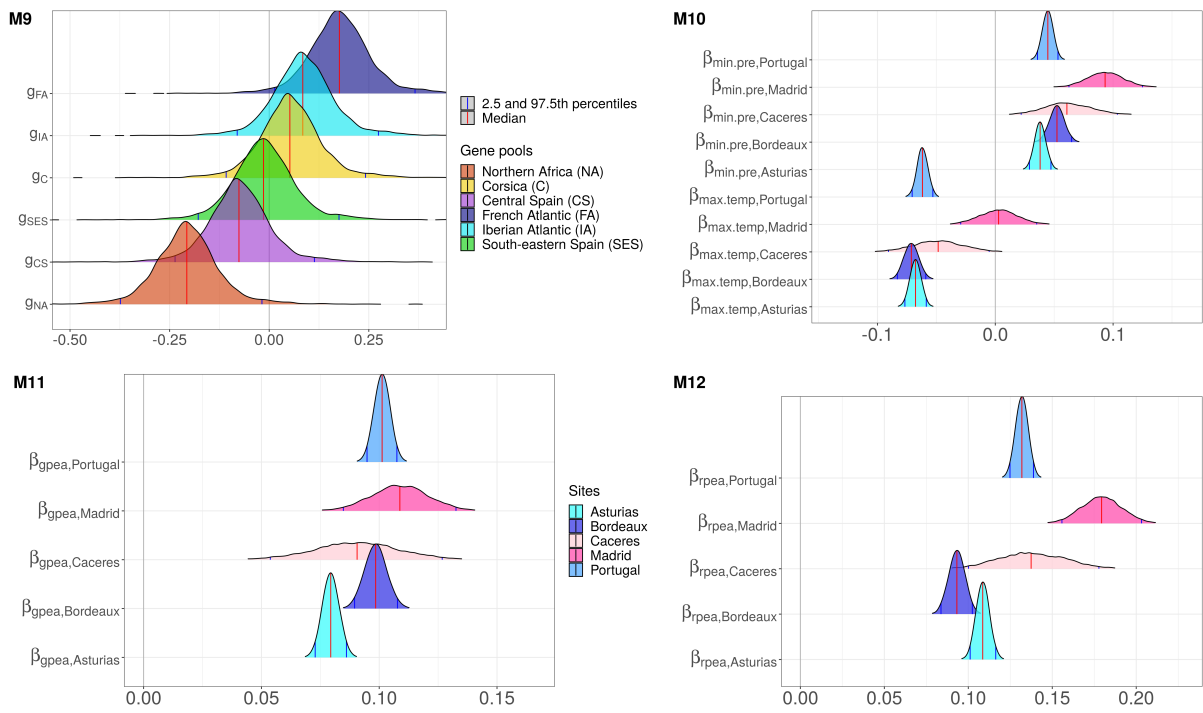 M9
gFA
gIA
gC
gSES
gCS
gNA
-0.50
-0.25
0.00
0.25
2.5 and 97.5th percentiles
Median
Gene pools
Northern Africa (NA)
Corsica (C)
Central Spain (CS)
French Atlantic (FA)
Iberian Atlantic (IA)
South-eastern Spain (SES)
M10
βmin.pre,Portugal
βmin.pre,Madrid
βmin.pre,Caceres
βmin.pre,Bordeaux
βmin.pre,Asturias
βmax.temp,Portugal
βmax.temp,Madrid
βmax.temp,Caceres
βmax.temp,Bordeaux
βmax.temp,Asturias
-0.1
0.0
0.1
M11
βgpea,Portugal
βgpea,Madrid
βgpea,Caceres
βgpea,Bordeaux
βgpea,Asturias
0.00
0.05
0.10
0.15
Sites
Asturias
Bordeaux
Caceres
Madrid
Portugal
M12
βrpea,Portugal
βrpea,Madrid
βrpea,Caceres
βrpea,Bordeaux
βrpea,Asturias
0.00
0.05
0.10
0.15
0.20